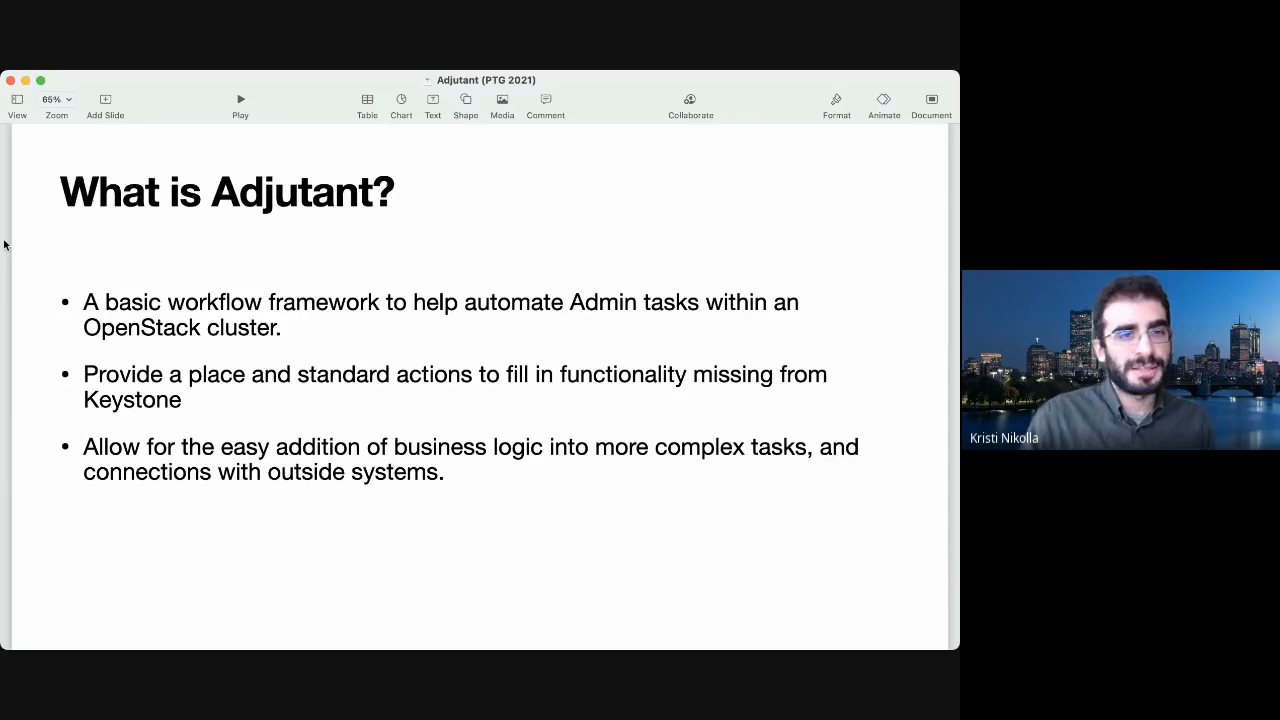 Adjutant (PTG 2021)
65%
View
Zoom
Add Slide
Play
Table
Chart
Text
Shape
Media
Comment
Collaborate
Format
Animate
Document
What is Adjutant?
• A basic workflow framework to help automate Admin tasks within an
OpenStack cluster.
• Provide a place and standard actions to fill in functionality missing from
Keystone
• Allow for the easy addition of business logic into more complex tasks, and
connections with outside systems.
Kristi Nikolla